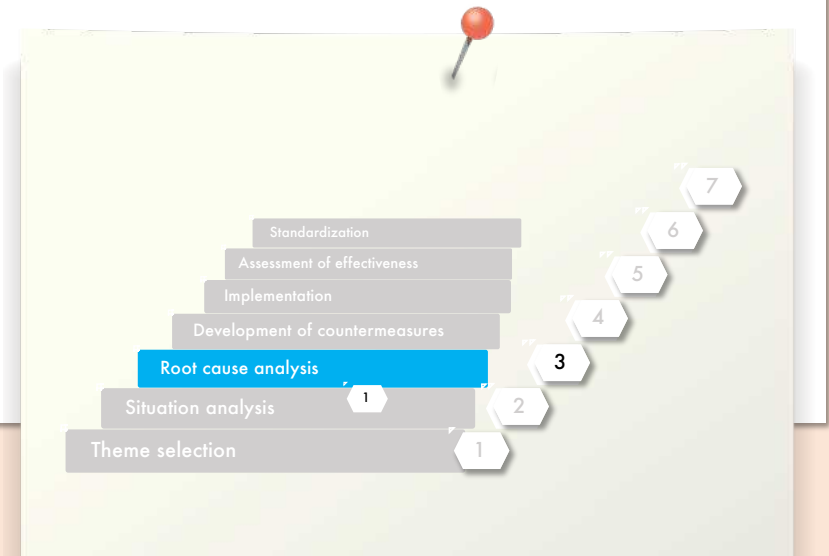 7
Standardization
6
Assessment of effectiveness
5
Implementation
4
Development of countermeasures
3
Root cause analysis
1
Situation analysis
2
Theme selection
1